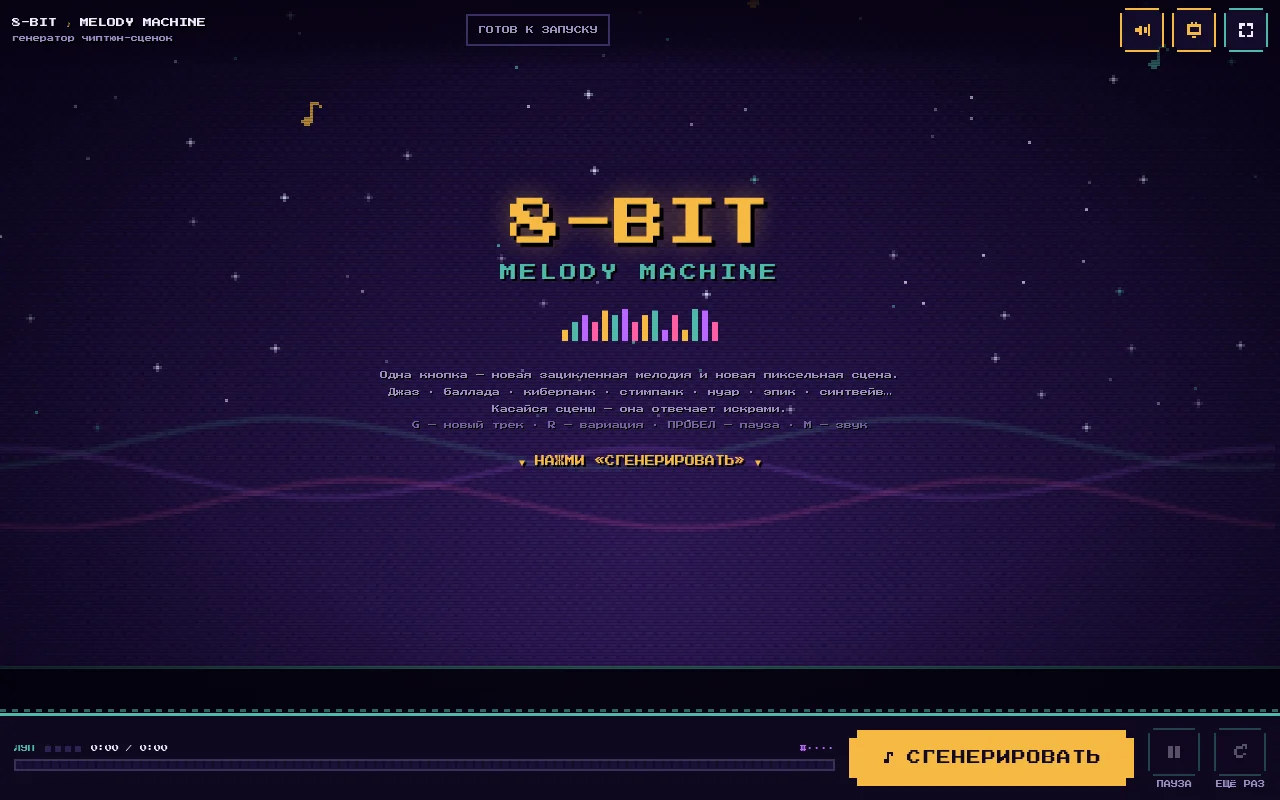 8-BIT ♪ MELODY MACHINE
генератор чиптюн-сценок
ГОТОВ К ЗАПУСКУ
8-BIT
MELODY MACHINE
Одна кнопка — новая зацикленная мелодия и новая пиксельная сцена.
Джаз · баллада · киберпанк · стимпанк · нуар · эпик · синтвейв…
Касайся сцены — она отвечает искрами.
G — новый трек · R — вариация · ПРОБЕЛ — пауза · M — звук
▼ НАЖМИ «СГЕНЕРИРОВАТЬ» ▼
ЛУП 0:00 / 0:00
#····
♪ СГЕНЕРИРОВАТЬ
ПАУЗА
ЕЩЁ РАЗ